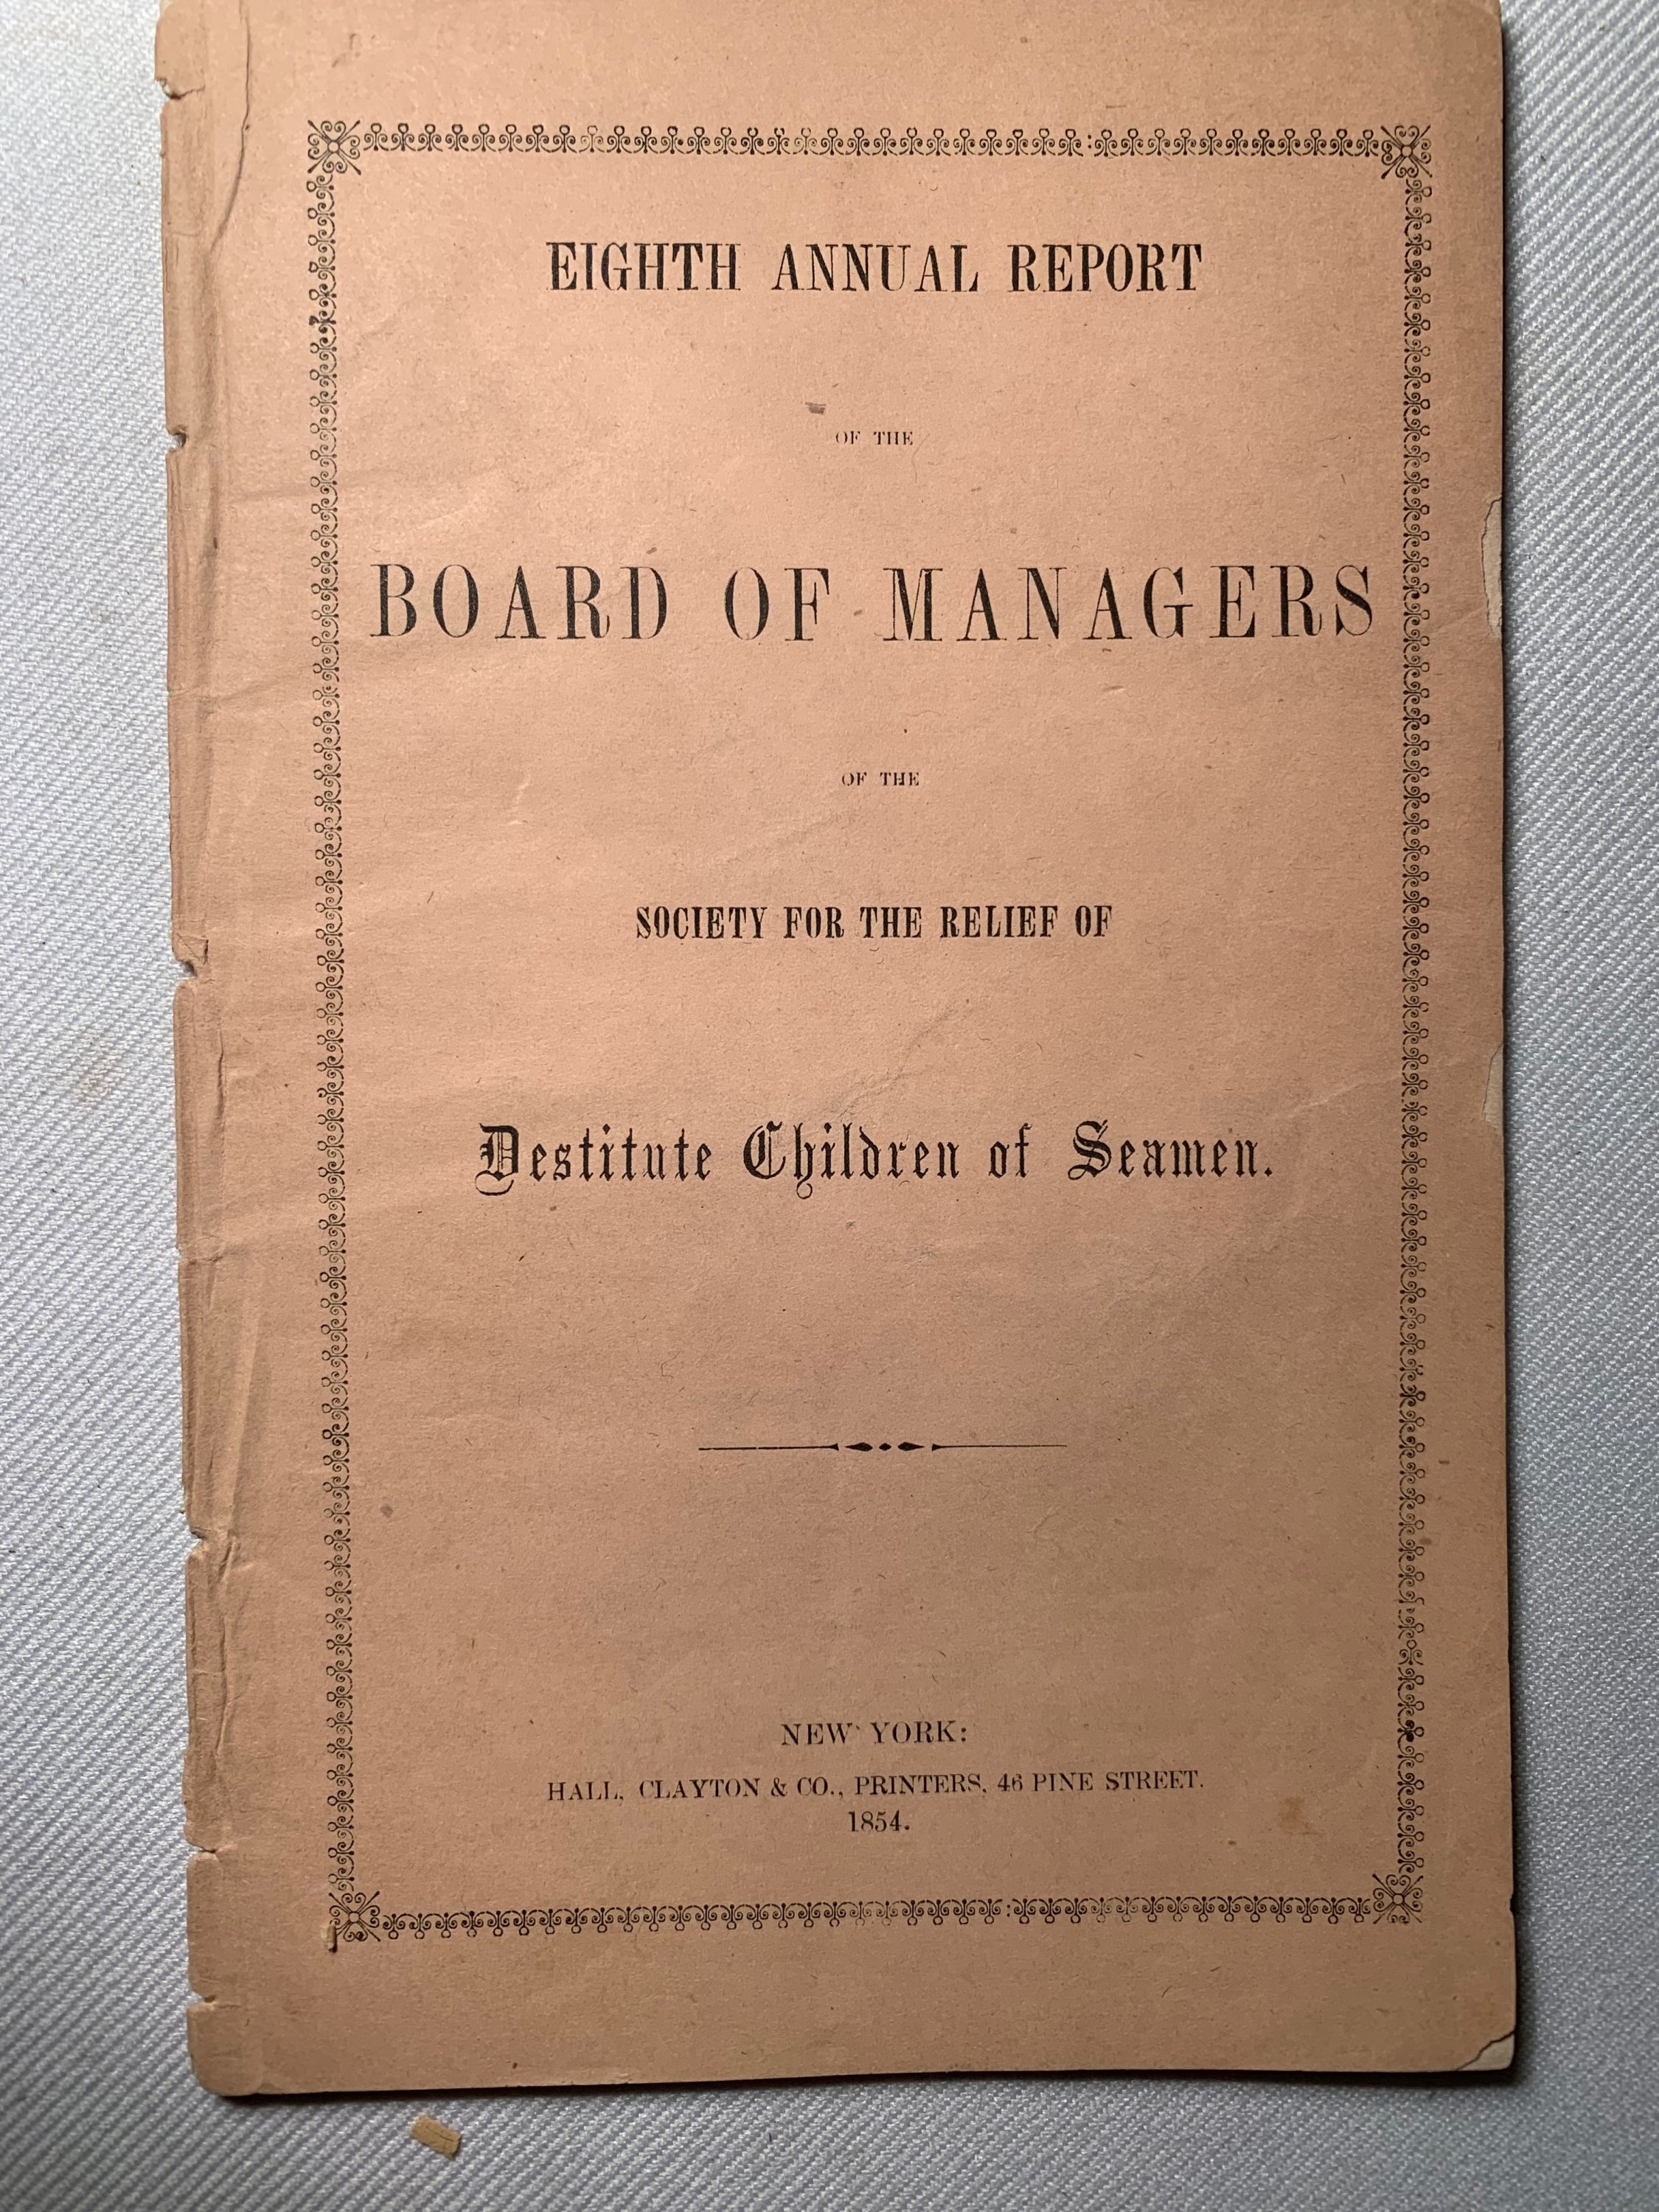 EIGHTH ANNUAL REPORT
OF THE
BOARD OF MANAGERS
OF THE
SOCIETY FOR THE RELIEF OF
Destitute Children of Seamen.
NEW YORK:
HALL, CLAYTON & CO., PRINTERS, 46 PINE STREET.
1854.